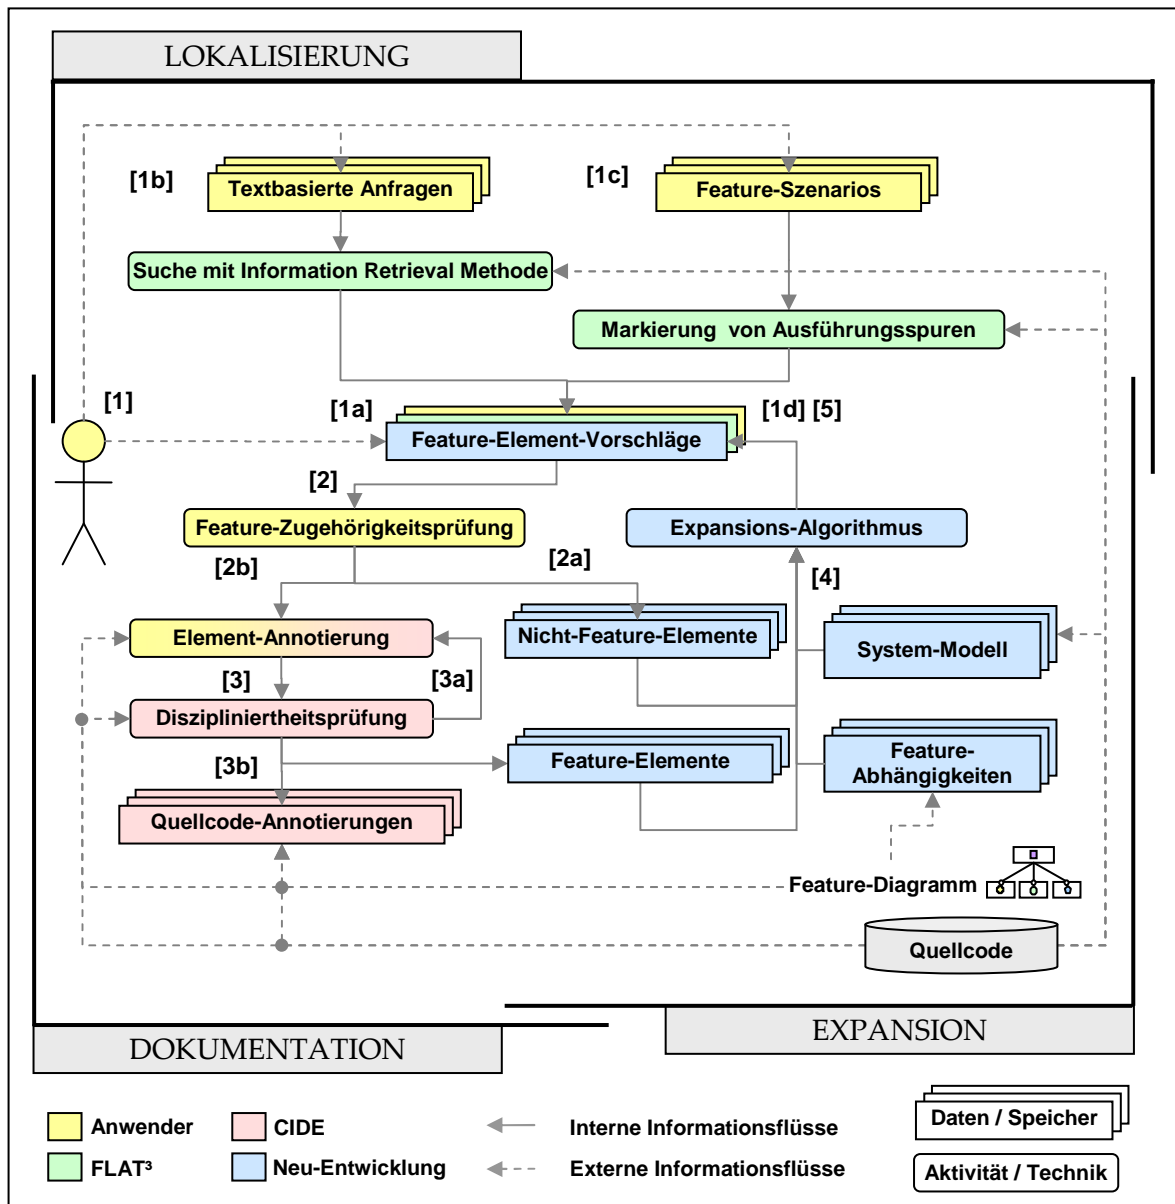 LOKALISIERUNG
[1b]
Textbasierte Anfragen
[1c]
Feature-Szenarios
Suche mit Information Retrieval Methode
Markierung von Ausführungsspuren
[1]
[1a]
[1d] [5]
Feature-Element-Vorschläge
[2]
Feature-Zugehörigkeitsprüfung
Expansions-Algorithmus
[2b]
[2a]
[4]
Element-Annotierung
Nicht-Feature-Elemente
System-Modell
[3]
[3a]
Diszipliniertheitsprüfung
[3b]
Feature-Elemente
Feature-
Abhängigkeiten
Quellcode-Annotierungen
Feature-Diagramm
Quellcode
DOKUMENTATION
EXPANSION
Anwender
CIDE
Interne Informationsflüsse
Daten / Speicher
FLAT³
Neu-Entwicklung
Externe Informationsflüsse
Aktivität / Technik